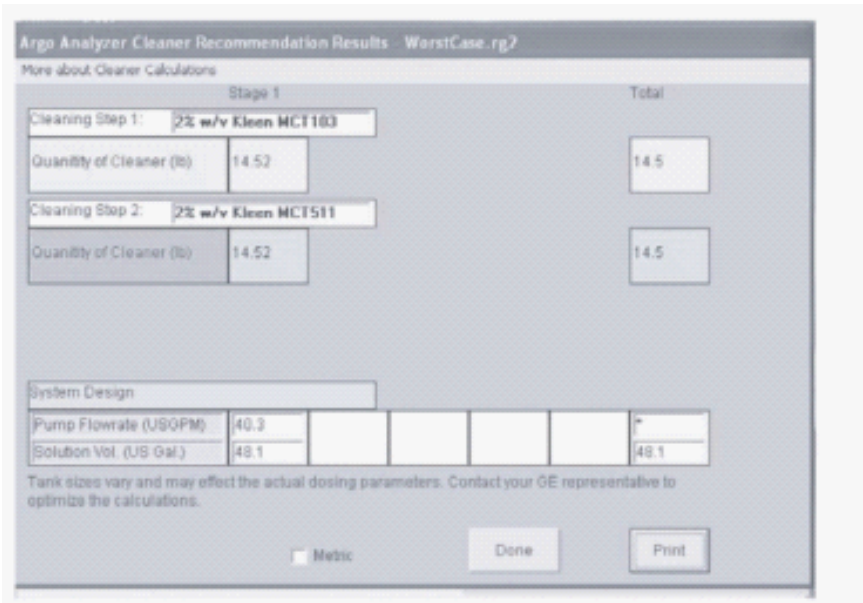 Argo Analyzer Cleaner Recommendation Results - WorstCase.rg2
More about Cleaner Calculations
Stage 1 Total
Cleaning Step 1: 2% w/v Kleen MCT103
Quanitity of Cleaner (lb) 14.52 14.5
Cleaning Step 2: 2% w/v Kleen MCT511
Quanitity of Cleaner (lb) 14.52 14.5
System Design
Pump Flowrate (USGPM) 40.3 *
Solution Vol. (US Gal.) 48.1 48.1
Tank sizes vary and may effect the actual dosing parameters. Contact your GE representative to
optimize the calculations.
Metric Done Print